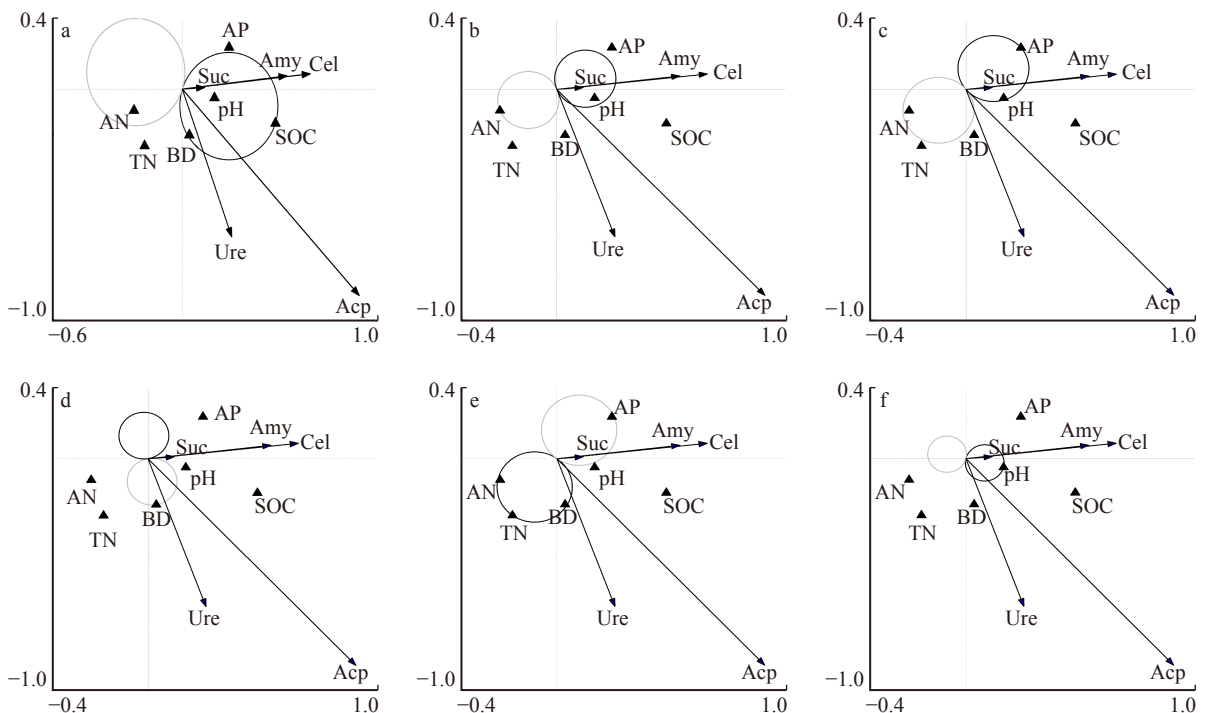 0.4
a
AP
Amy
Cel
Suc
pH
AN
SOC
TN
BD
Ure
Acp
−1.0
−0.6
1.0
0.4
b
AP
Amy
Cel
Suc
pH
AN
SOC
BD
TN
Ure
Acp
−1.0
−0.4
1.0
0.4
c
AP
Amy
Cel
Suc
pH
AN
SOC
BD
TN
Ure
Acp
−1.0
−0.4
1.0
0.4
d
AP
Amy
Cel
Suc
pH
AN
SOC
BD
TN
Ure
Acp
−1.0
−0.4
1.0
0.4
e
AP
Amy
Cel
Suc
pH
AN
SOC
BD
TN
Ure
Acp
−1.0
−0.4
1.0
0.4
f
AP
Amy
Cel
Suc
pH
AN
SOC
BD
TN
Ure
Acp
−1.0
−0.4
1.0